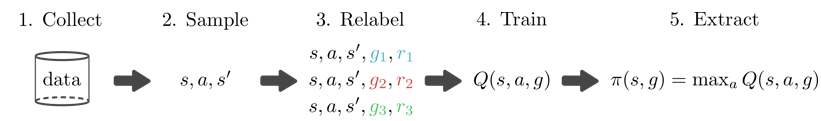 1. Collect 2. Sample 3. Relabel 4. Train 5. Extract
s, a, s′, g₁, r₁
data s, a, s′ s, a, s′, g₂, r₂ Q(s, a, g) π(s, g) = maxₐ Q(s, a, g)
s, a, s′, g₃, r₃